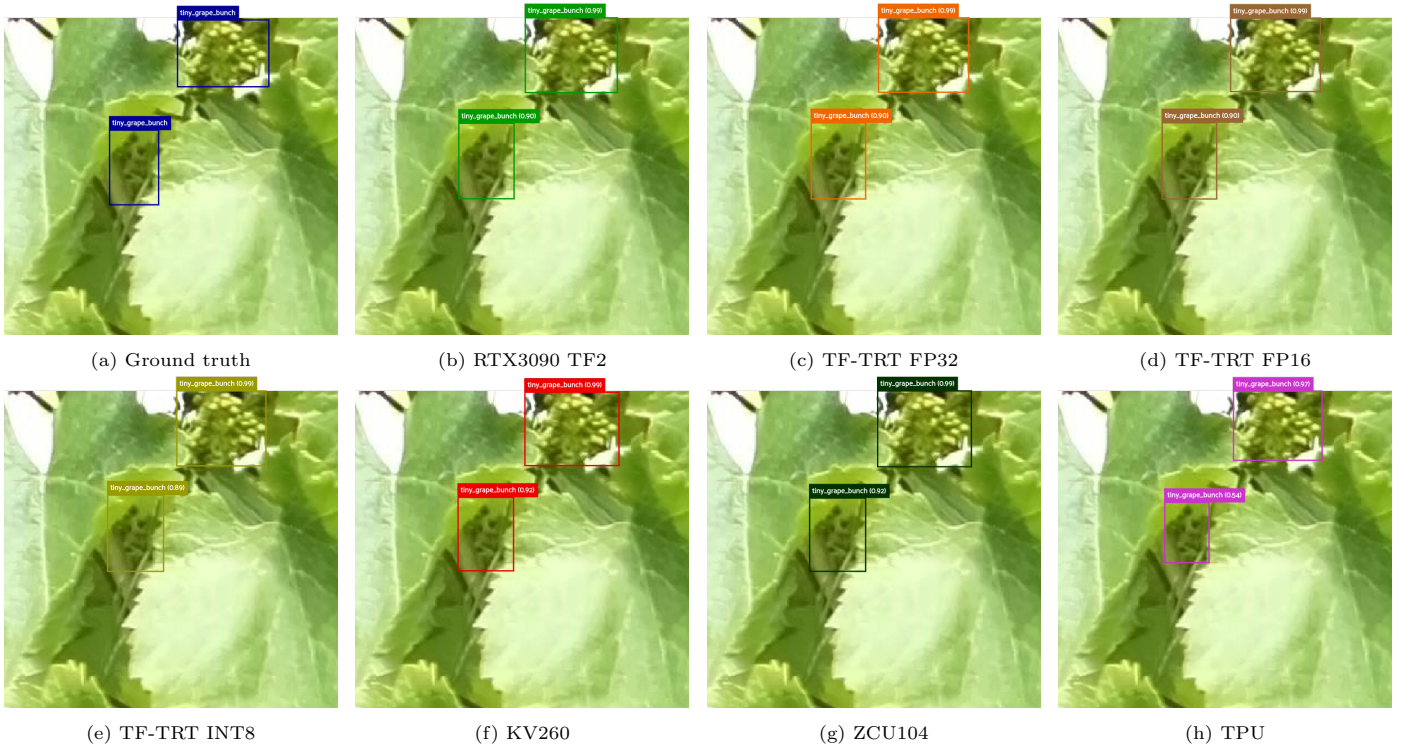 tiny_grape_bunch
tiny_grape_bunch
(a) Ground truth
tiny_grape_bunch (0.99)
tiny_grape_bunch (0.90)
(b) RTX3090 TF2
tiny_grape_bunch (0.99)
tiny_grape_bunch (0.90)
(c) TF-TRT FP32
tiny_grape_bunch (0.99)
tiny_grape_bunch (0.90)
(d) TF-TRT FP16
tiny_grape_bunch (0.99)
tiny_grape_bunch (0.89)
(e) TF-TRT INT8
tiny_grape_bunch (0.99)
tiny_grape_bunch (0.92)
(f) KV260
tiny_grape_bunch (0.99)
tiny_grape_bunch (0.92)
(g) ZCU104
tiny_grape_bunch (0.97)
tiny_grape_bunch (0.54)
(h) TPU